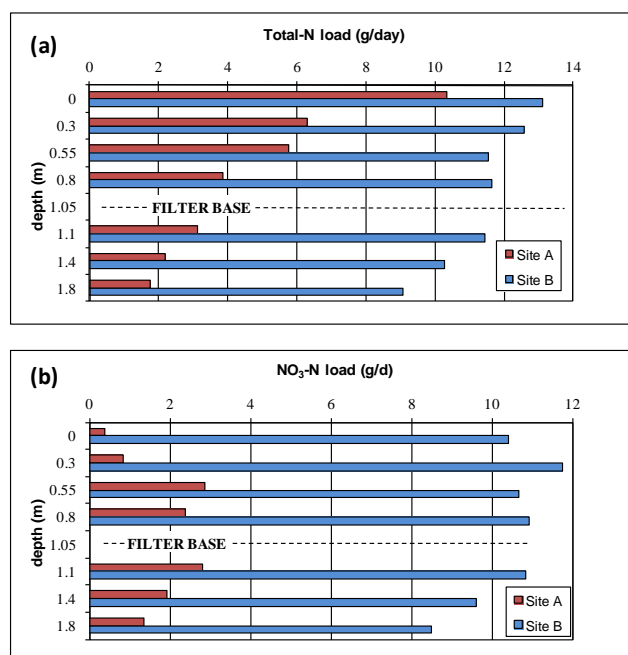 (a)
Total-N load (g/day)
0 2 4 6 8 10 12 14
depth (m)
0
0.3
0.55
0.8
1.05
FILTER BASE
1.1
1.4
1.8
Site A
Site B
(b)
NO₃-N load (g/d)
0 2 4 6 8 10 12
depth (m)
0
0.3
0.55
0.8
1.05
FILTER BASE
1.1
1.4
1.8
Site A
Site B